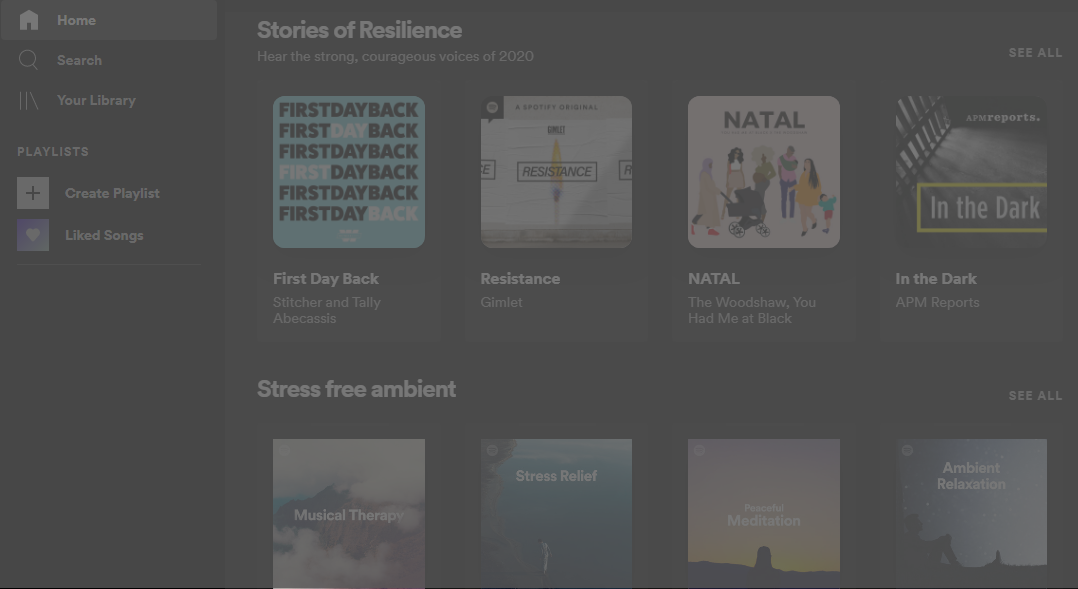 Home
Search
Your Library
PLAYLISTS
Create Playlist
Liked Songs
Stories of Resilience
Hear the strong, courageous voices of 2020
SEE ALL
FIRSTDAYBACK
FIRSTDAYBACK
FIRSTDAYBACK
FIRSTDAYBACK
FIRSTDAYBACK
FIRSTDAYBACK
First Day Back
Stitcher and Tally
Abecassis
A SPOTIFY ORIGINAL
GIMLET
RESISTANCE
Resistance
Gimlet
NATAL
NATAL
The Woodshaw, You
Had Me at Black
APMreports.
In the Dark
In the Dark
APM Reports
Stress free ambient
SEE ALL
Musical Therapy
Stress Relief
Peaceful
Meditation
Ambient
Relaxation